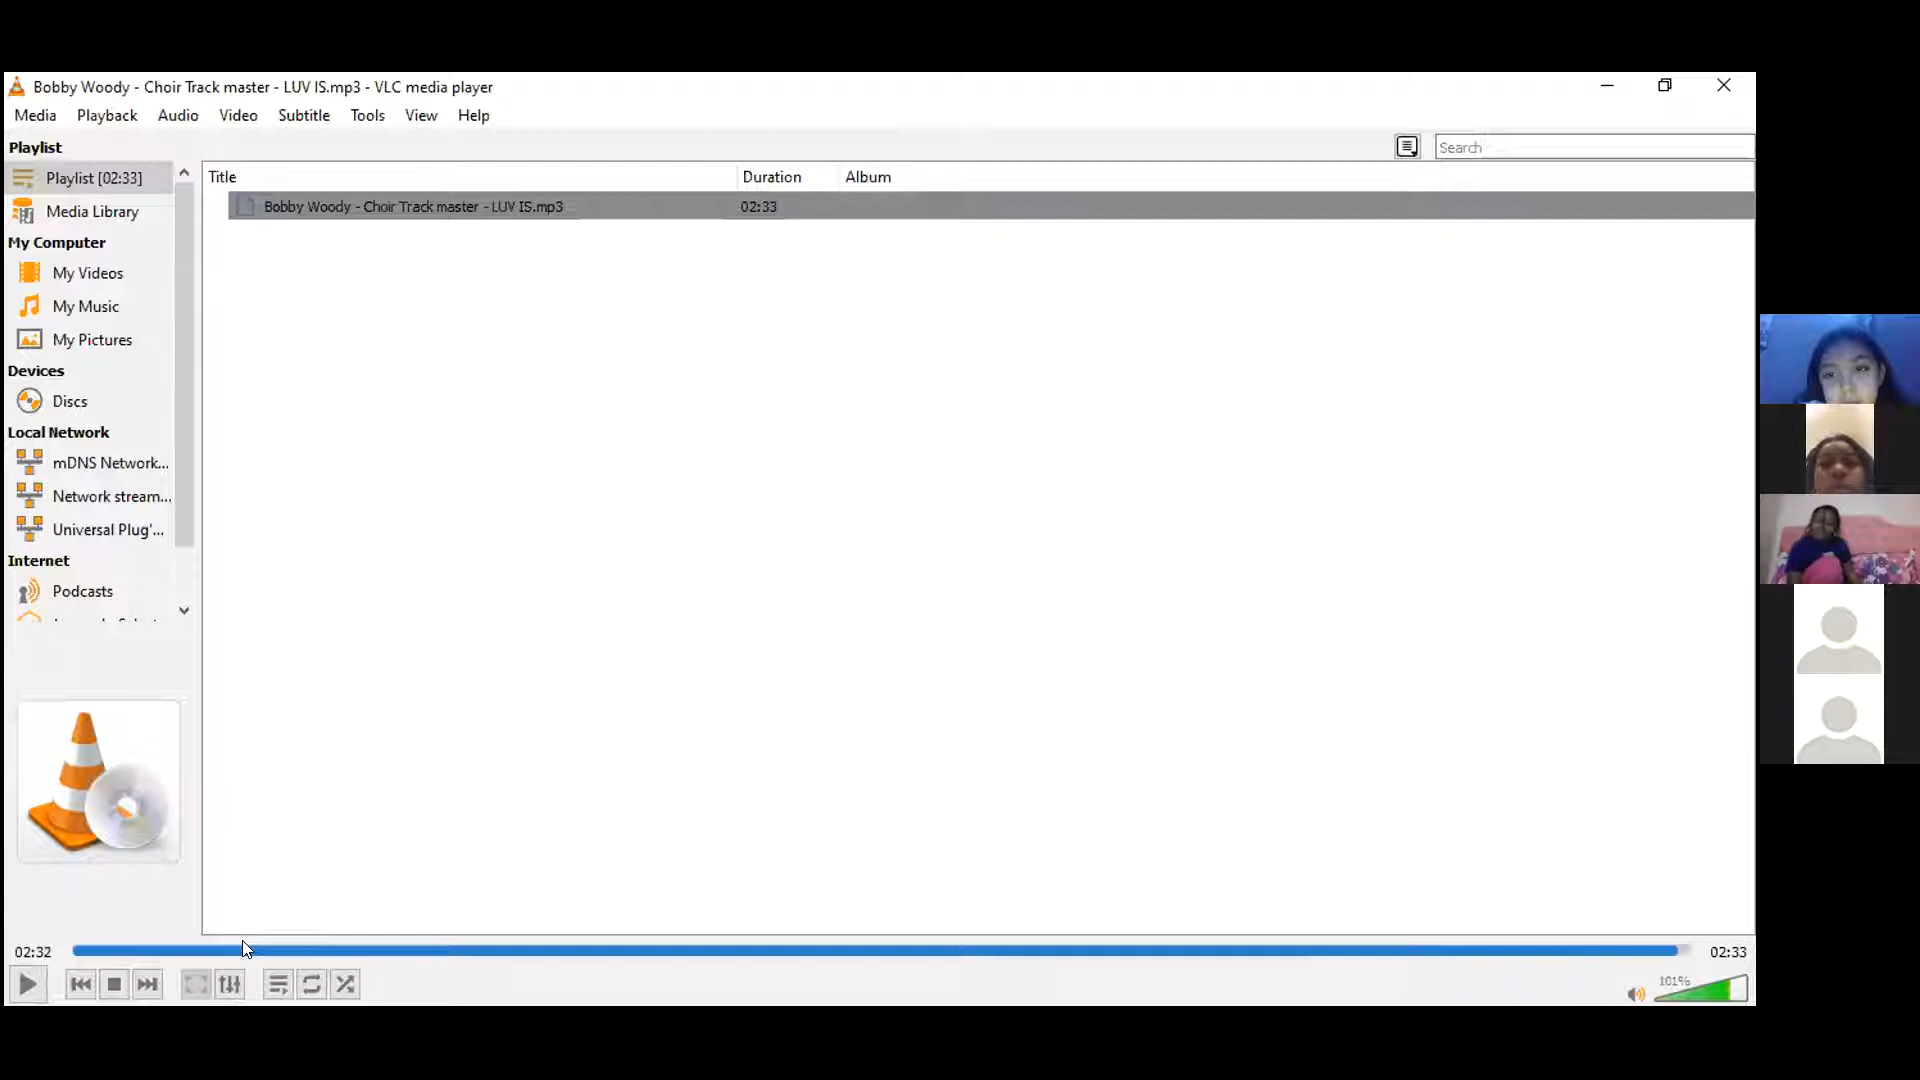 Bobby Woody - Choir Track master - LUV IS.mp3 - VLC media player
Media Playback Audio Video Subtitle Tools View Help
Playlist
Search
Playlist [02:33]
Media Library
My Computer
My Videos
My Music
My Pictures
Devices
Discs
Local Network
mDNS Network...
Network stream...
Universal Plug'...
Internet
Podcasts
Title Duration Album
Bobby Woody - Choir Track master - LUV IS.mp3 02:33
02:32 02:33
101%